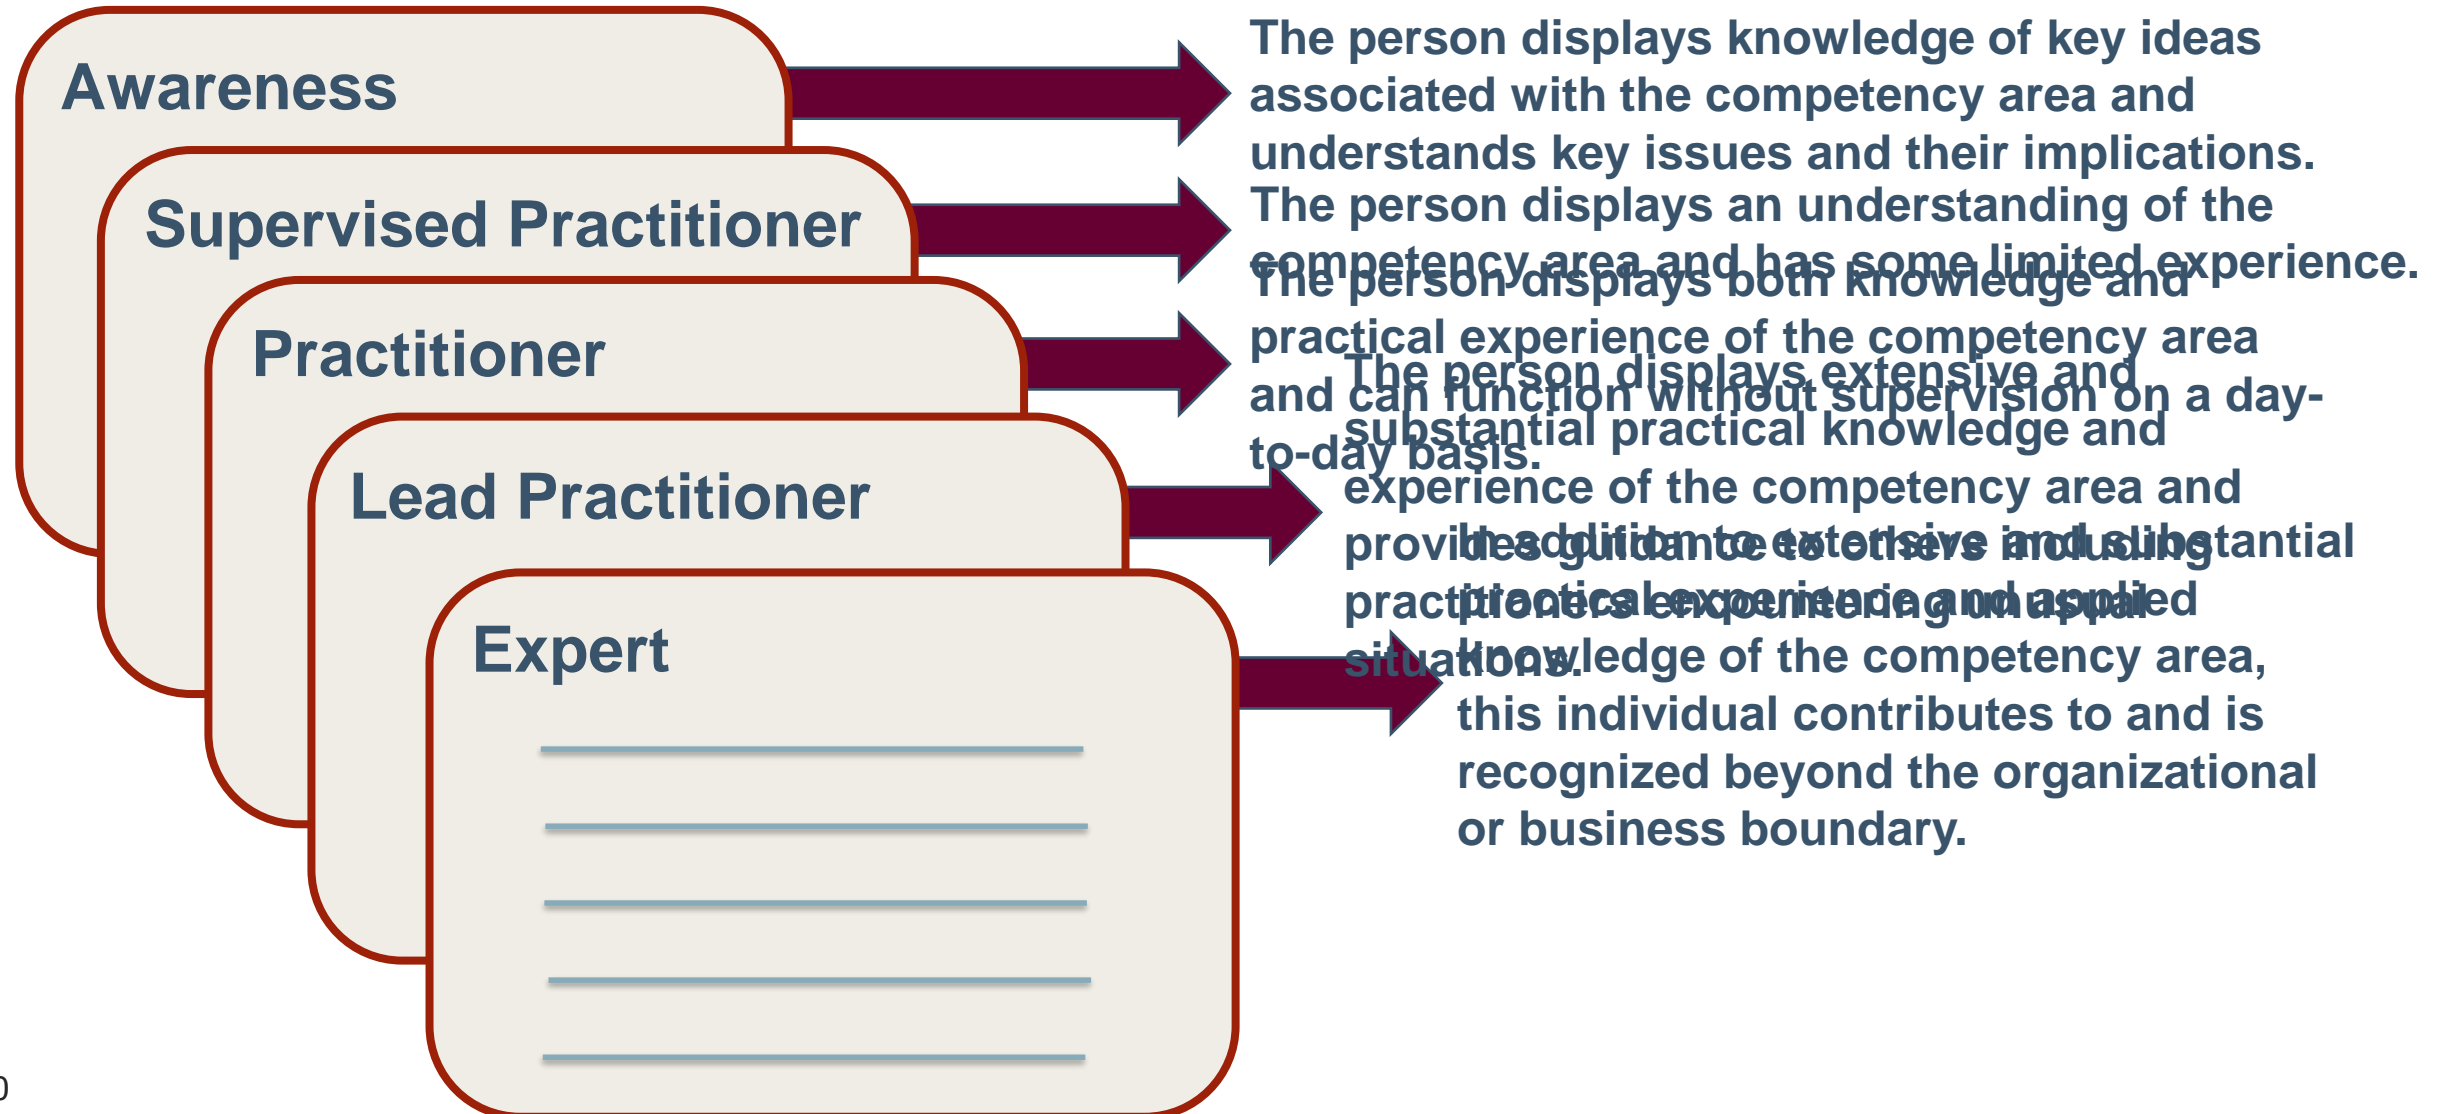 Awareness
The person displays knowledge of key ideas
associated with the competency area and
understands key issues and their implications.
Supervised Practitioner
The person displays an understanding of the
competency area and has some limited experience.
Practitioner
The person displays both knowledge and
practical experience of the competency area
and can function without supervision on a day-
to-day basis.
Lead Practitioner
The person displays extensive and
substantial practical knowledge and
experience of the competency area and
provides guidance to others including
practitioners encountering unusual
situations.
Expert
In addition to extensive and substantial
practical experience and applied
knowledge of the competency area,
this individual contributes to and is
recognized beyond the organizational
or business boundary.
0